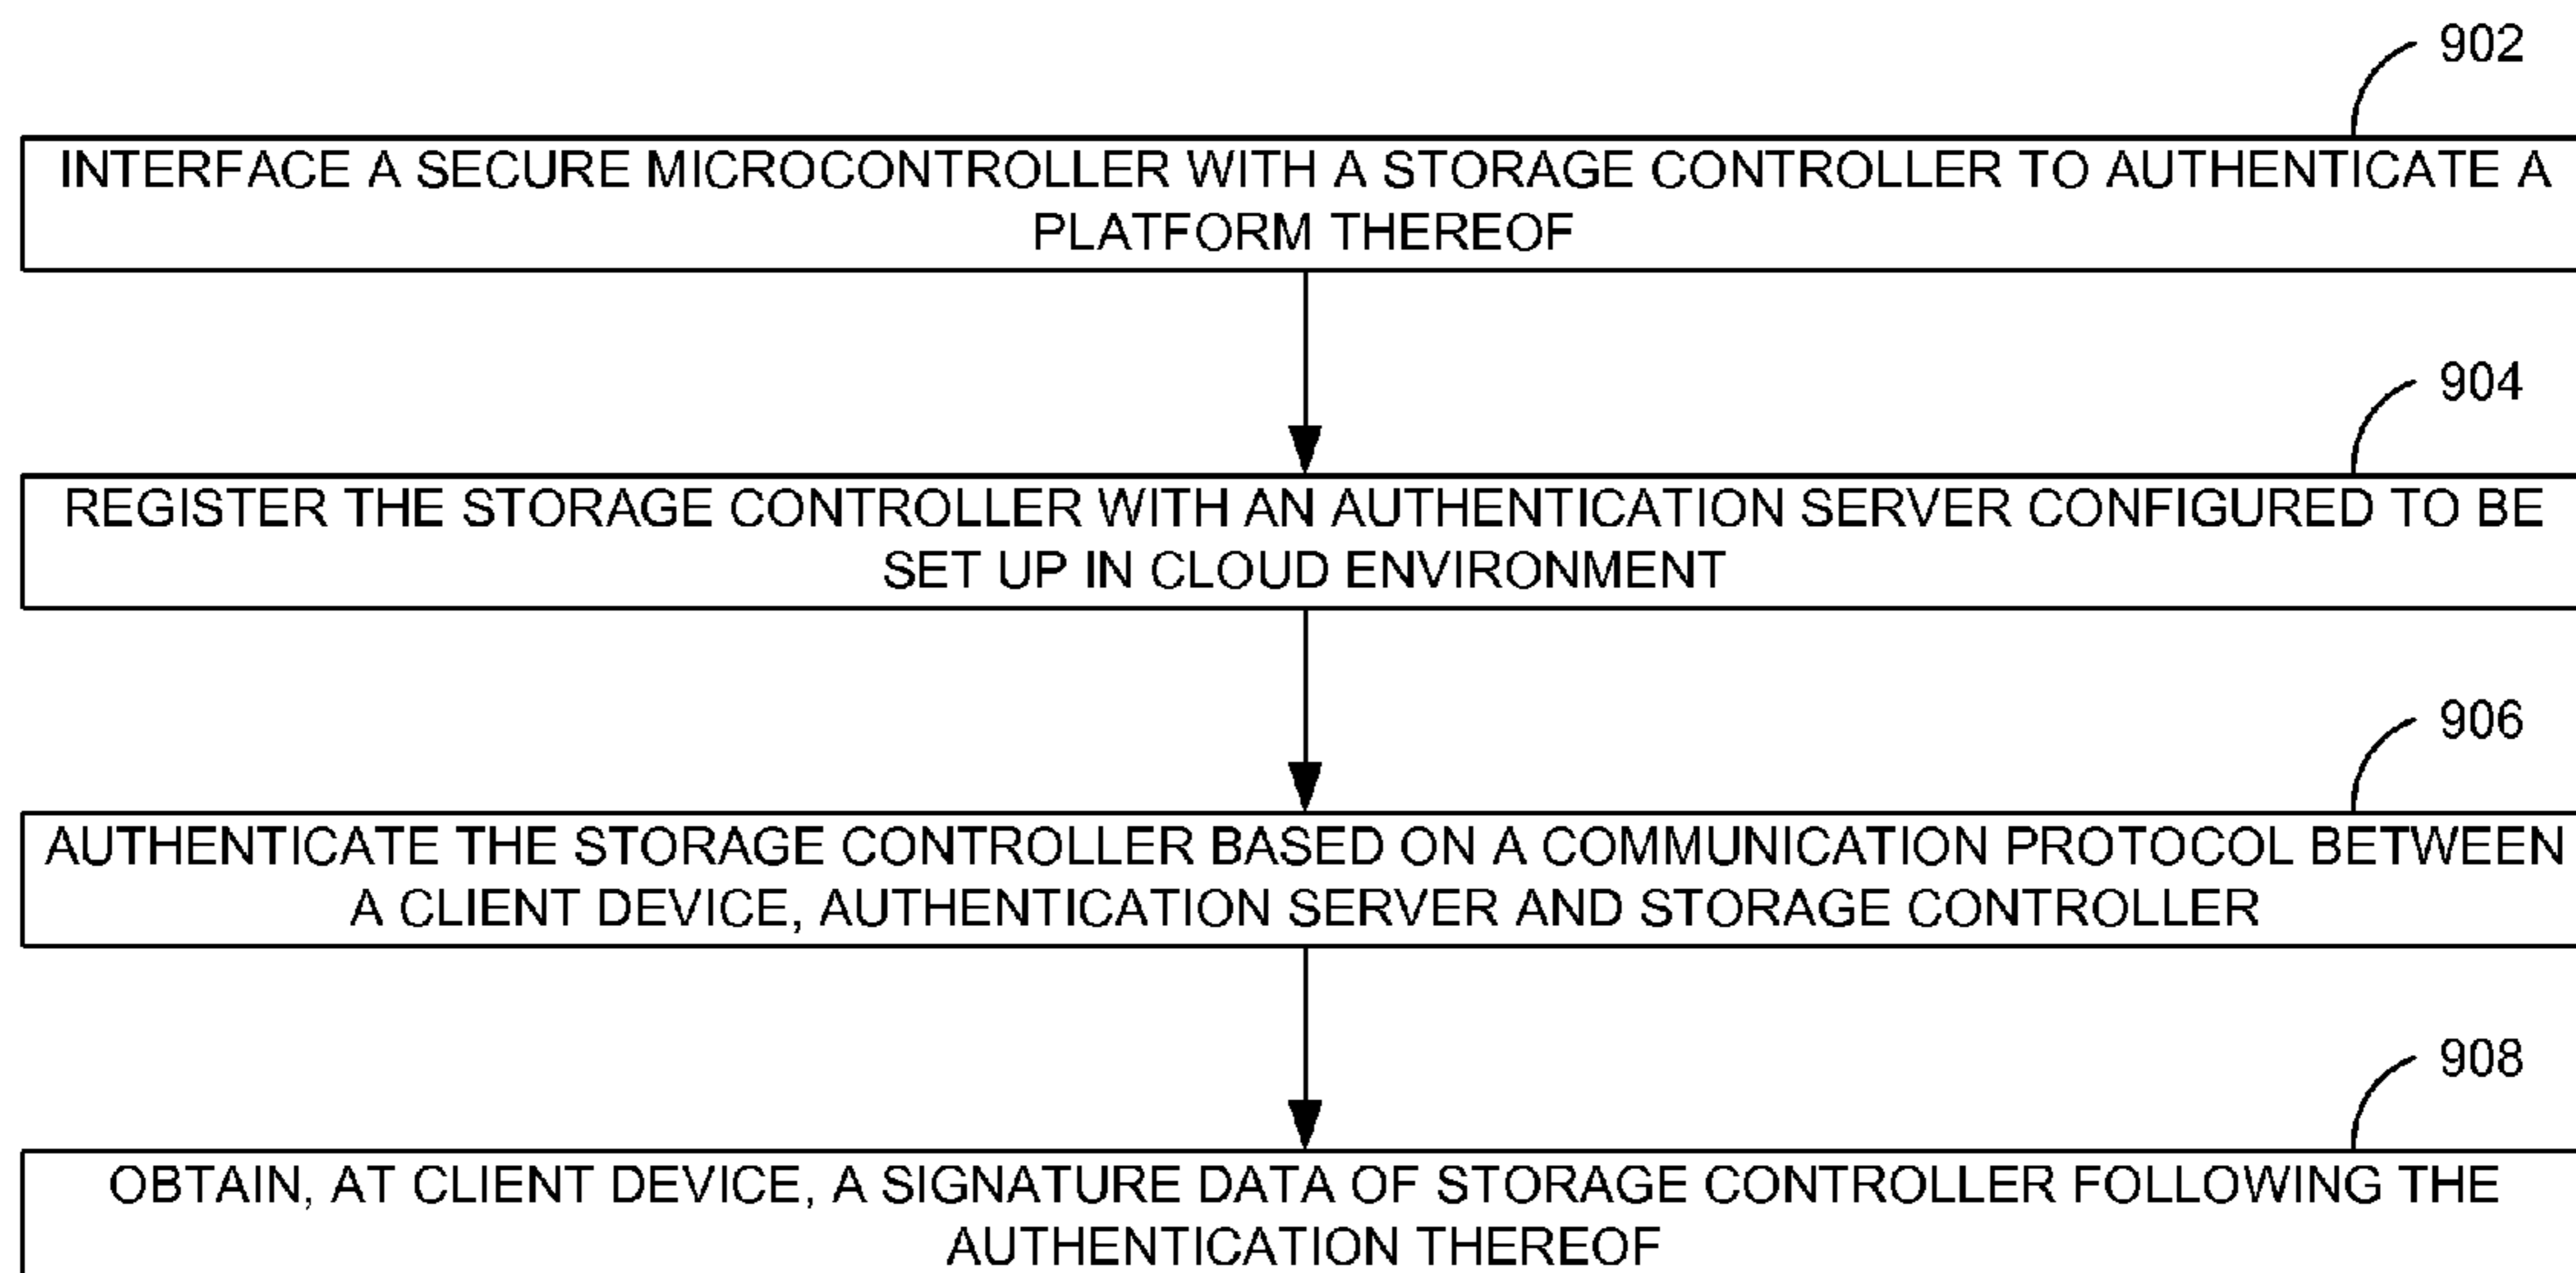 902
INTERFACE A SECURE MICROCONTROLLER WITH A STORAGE CONTROLLER TO AUTHENTICATE A
PLATFORM THEREOF
904
REGISTER THE STORAGE CONTROLLER WITH AN AUTHENTICATION SERVER CONFIGURED TO BE
SET UP IN CLOUD ENVIRONMENT
906
AUTHENTICATE THE STORAGE CONTROLLER BASED ON A COMMUNICATION PROTOCOL BETWEEN
A CLIENT DEVICE, AUTHENTICATION SERVER AND STORAGE CONTROLLER
908
OBTAIN, AT CLIENT DEVICE, A SIGNATURE DATA OF STORAGE CONTROLLER FOLLOWING THE
AUTHENTICATION THEREOF